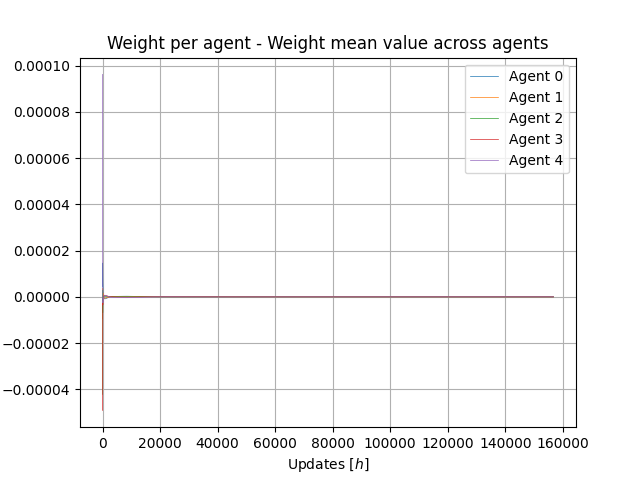 Weight per agent - Weight mean value across agents
0.00010
0.00008
0.00006
0.00004
0.00002
0.00000
−0.00002
−0.00004
Agent 0
Agent 1
Agent 2
Agent 3
Agent 4
0 20000 40000 60000 80000 100000 120000 140000 160000
Updates [h]